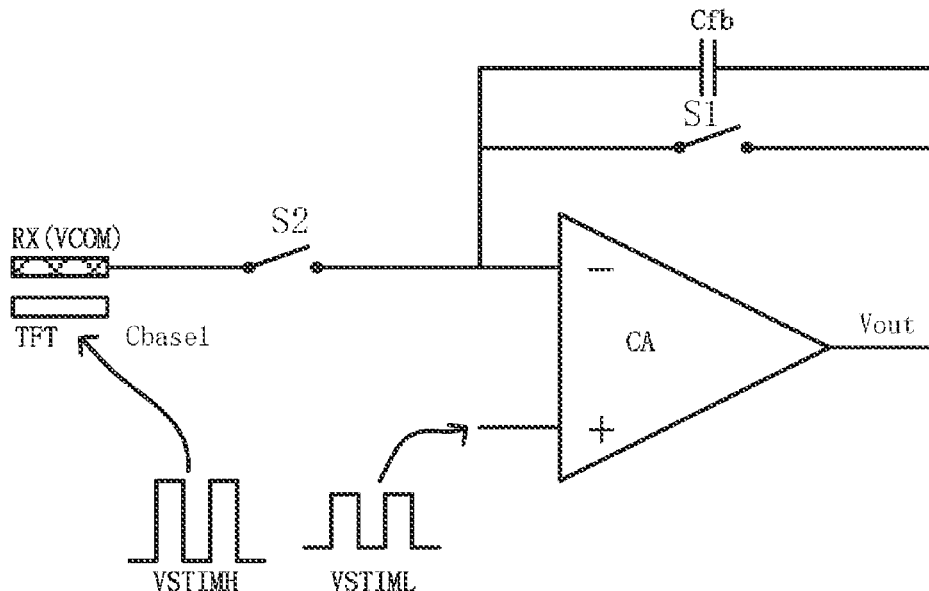 Cfb
S1
S2
RX(VCOM)
TFT
Cbase1
CA
Vout
VSTIMH
VSTIML